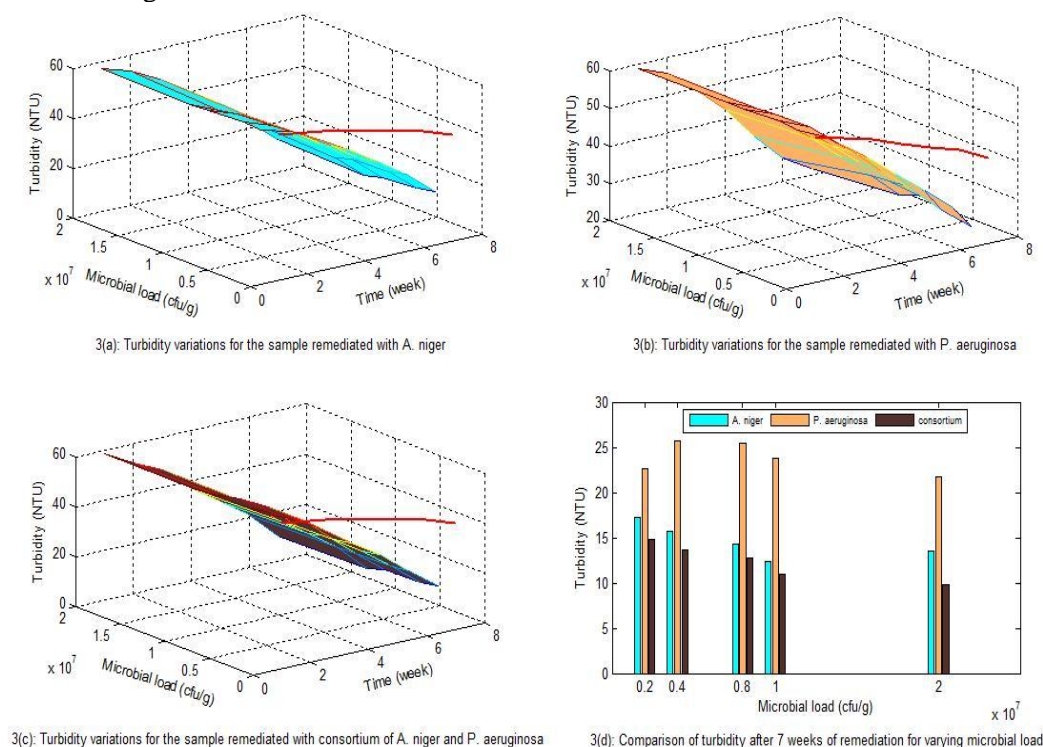 60
40
20
0
2
1.5
1
0.5
0
x 10^7
0
2
4
6
8
Turbidity (NTU)
Microbial load (cfu/g)
Time (week)
3(a): Turbidity variations for the sample remediated with A. niger
60
50
40
30
20
2
1.5
1
0.5
0
x 10^7
0
2
4
6
8
Turbidity (NTU)
Microbial load (cfu/g)
Time (week)
3(b): Turbidity variations for the sample remediated with P. aeruginosa
60
40
20
0
2
1.5
1
0.5
0
x 10^7
0
2
4
6
8
Turbidity (NTU)
Microbial load (cfu/g)
Time (week)
3(c): Turbidity variations for the sample remediated with consortium of A. niger and P. aeruginosa
30
25
20
15
10
5
0
A. niger P. aeruginosa consortium
Turbidity (NTU)
0.2 0.4 0.8 1 2
Microbial load (cfu/g)
x 10^7
3(d): Comparison of turbidity after 7 weeks of remediation for varying microbial load